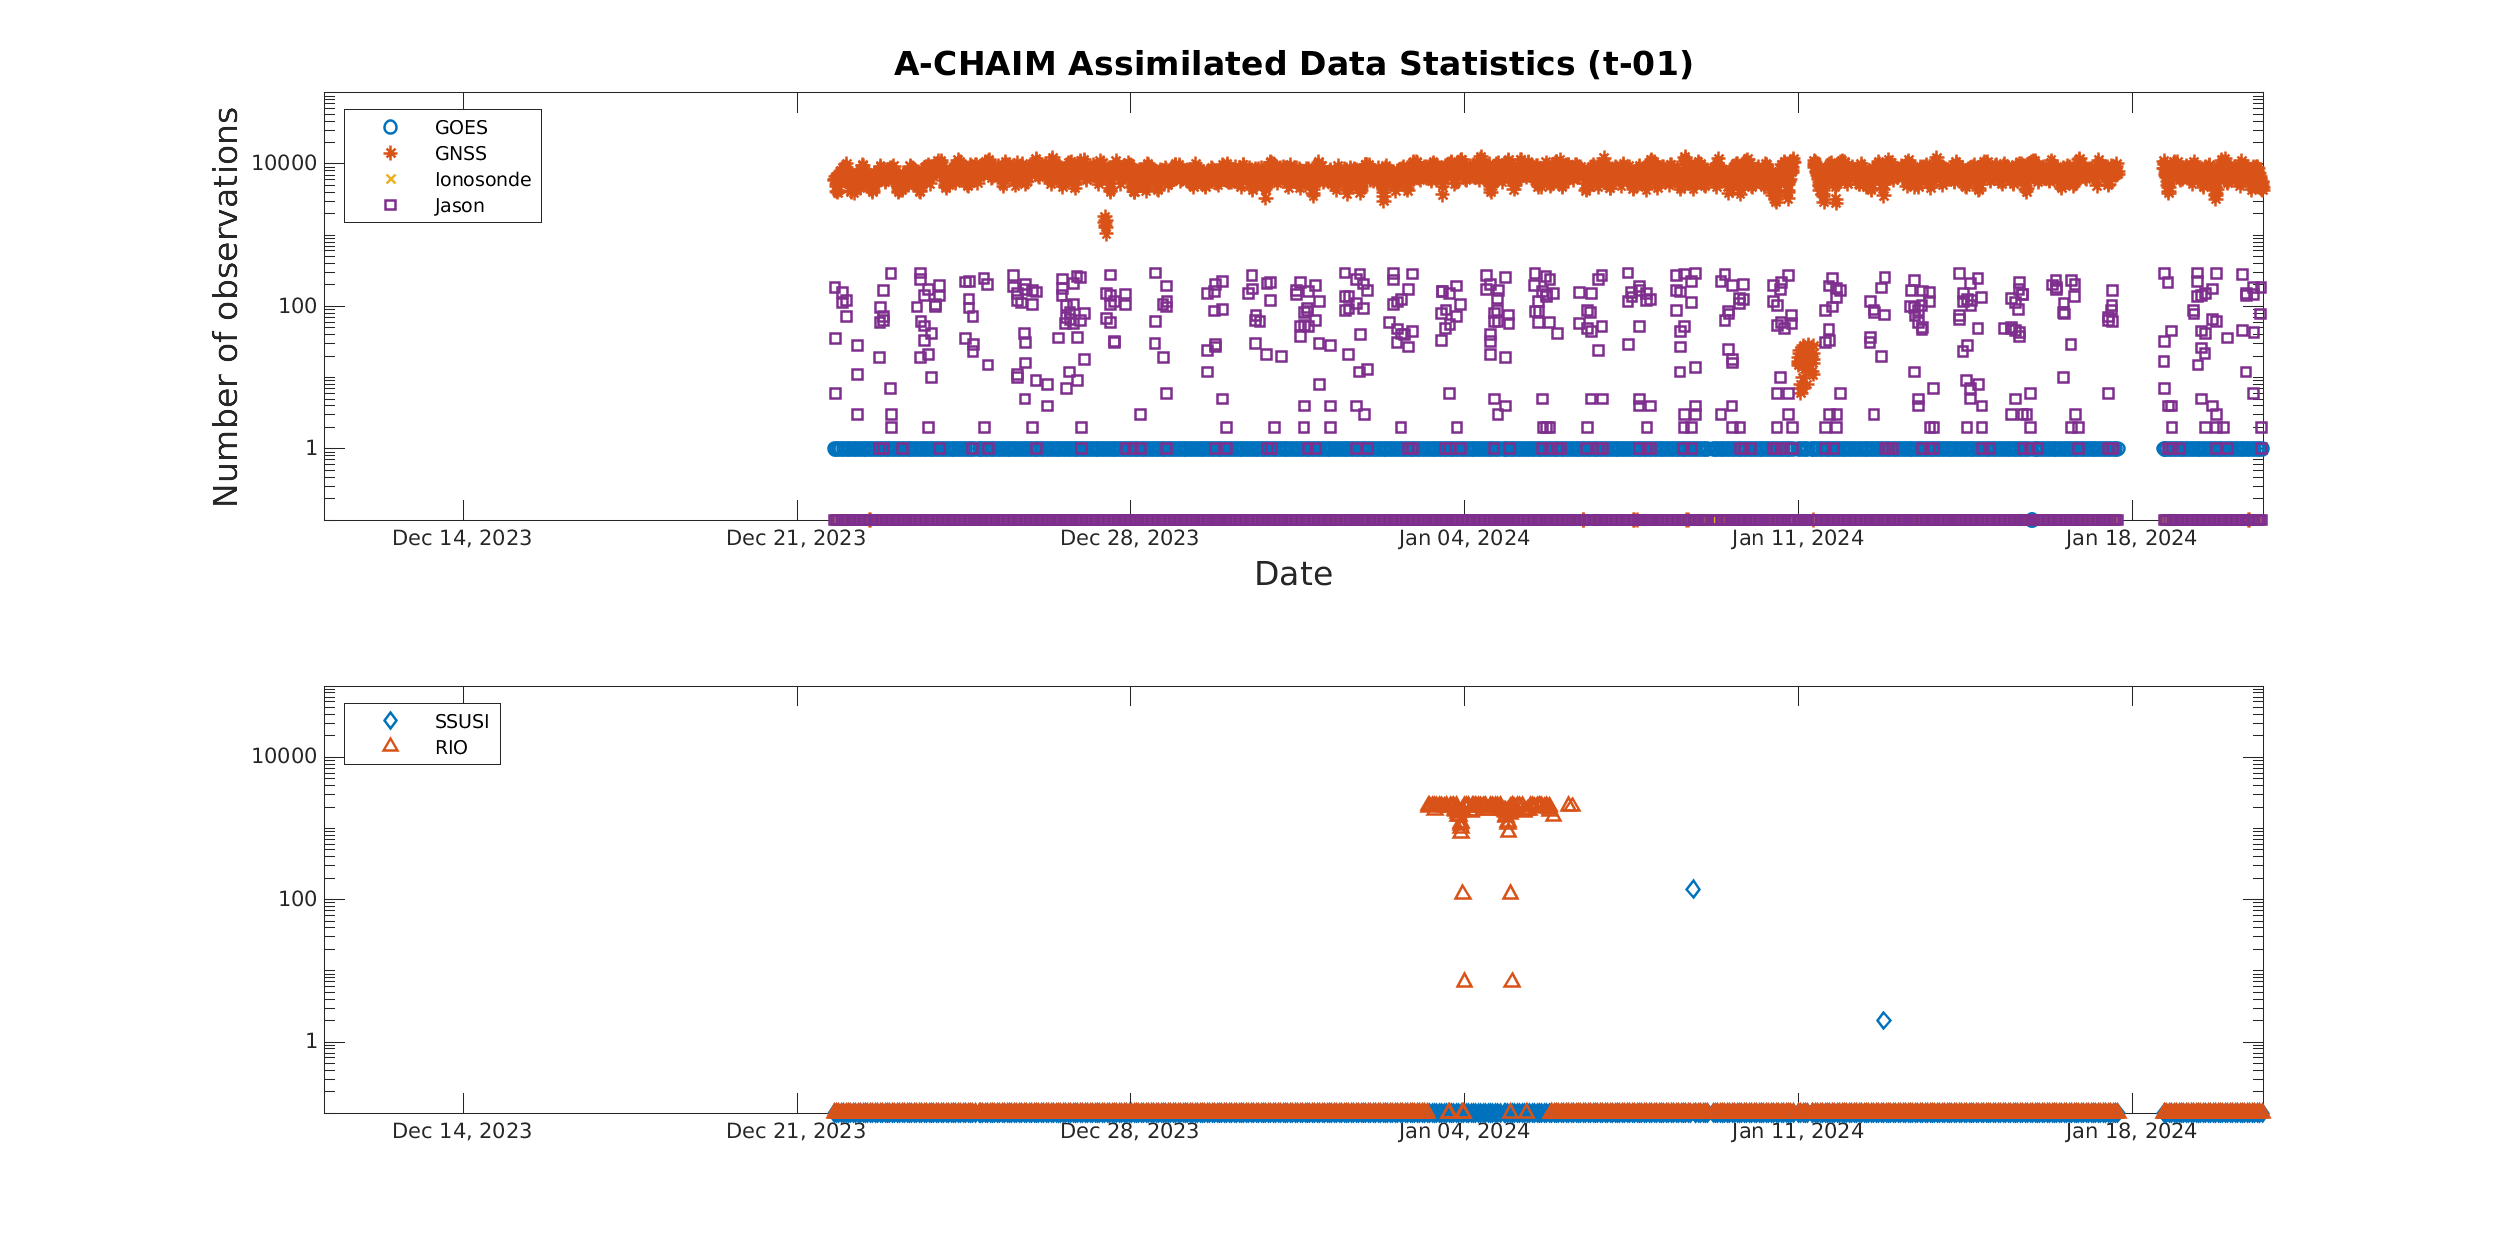 A-CHAIM Assimilated Data Statistics (t-01)
Number of observations
GOES
GNSS
Ionosonde
Jason
10000
100
1
Dec 14, 2023 Dec 21, 2023 Dec 28, 2023 Jan 04, 2024 Jan 11, 2024 Jan 18, 2024
Date
SSUSI
RIO
10000
100
1
Dec 14, 2023 Dec 21, 2023 Dec 28, 2023 Jan 04, 2024 Jan 11, 2024 Jan 18, 2024